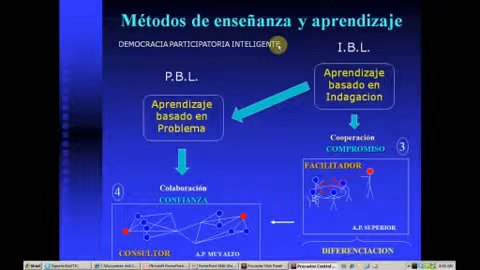 Métodos de enseñanza y aprendizaje
DEMOCRACIA PARTICIPATORIA INTELIGENTE
I.B.L.
P.B.L.
Aprendizaje
basado en
Indagacion
Aprendizaje
basado en
Problema
Cooperación
COMPROMISO
3
FACILITADOR
A.P. SUPERIOR
DIFERENCIACION
Colaboración
CONFIANZA
4
CONSULTOR
A.P. MUY ALTO